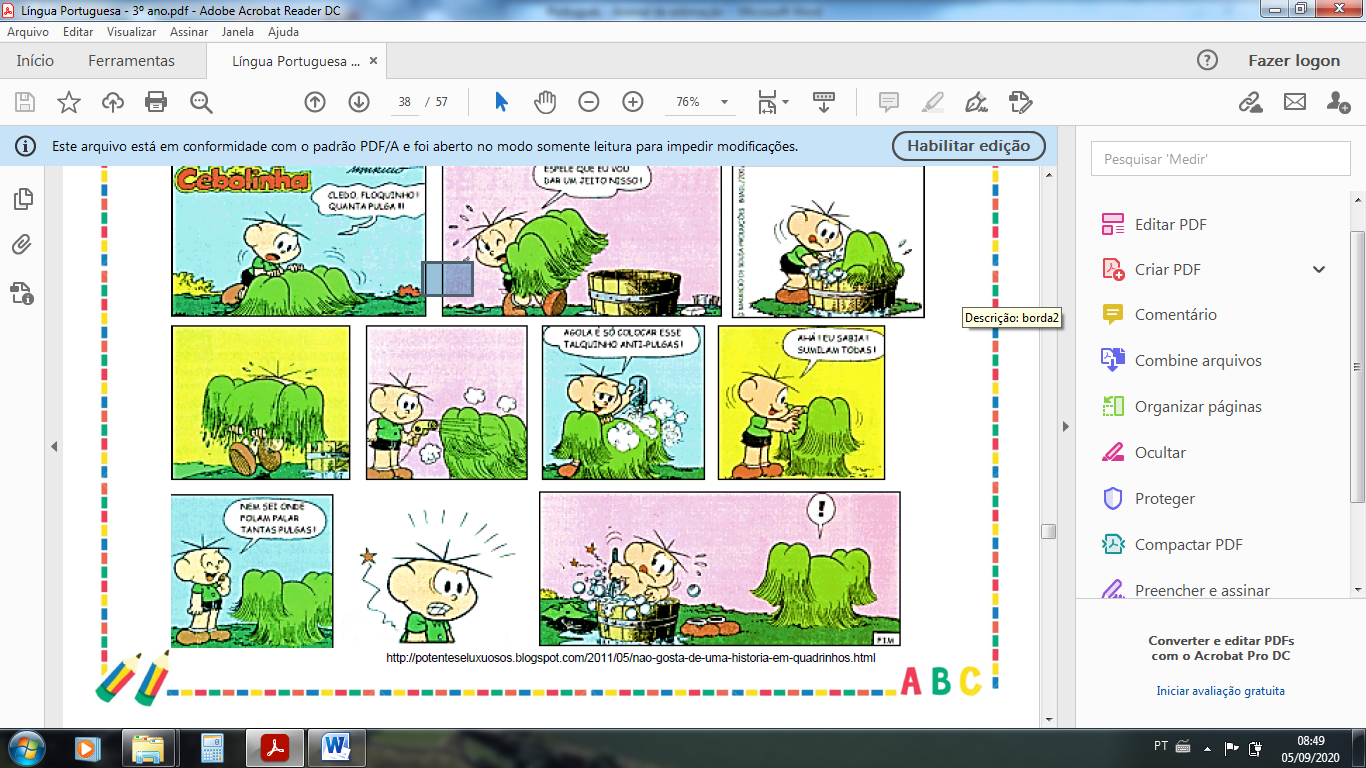 Língua Portuguesa - 3º ano.pdf - Adobe Acrobat Reader DC
Arquivo Editar Visualizar Assinar Janela Ajuda
Início Ferramentas Língua Portuguesa ... Fazer logon
38 / 57 76%
Este arquivo está em conformidade com o padrão PDF/A e foi aberto no modo somente leitura para impedir modificações. Habilitar edição
Cebolinha
CLEDO, FLOQUINHO!
QUANTA PULGA!!!
ESPELE QUE EU VOU
DAR UM JEITO NISSO!
AGOLA É SÓ COLOCAR ESSE
TALQUINHO ANTI-PULGAS!
AHÁ! EU SABIA!
SUMILAM TODAS!
NEM SEI ONDE
FOLAM PALAR
TANTAS PULGAS!
!
FIM
http://potenteseluxuosos.blogspot.com/2011/05/nao-gosta-de-uma-historia-em-quadrinhos.html
A B C
Descrição: borda2
Pesquisar 'Medir'
Editar PDF
Criar PDF
Comentário
Combine arquivos
Organizar páginas
Ocultar
Proteger
Compactar PDF
Preencher e assinar
Converter e editar PDFs
com o Acrobat Pro DC
Iniciar avaliação gratuita
PT
08:49
05/09/2020